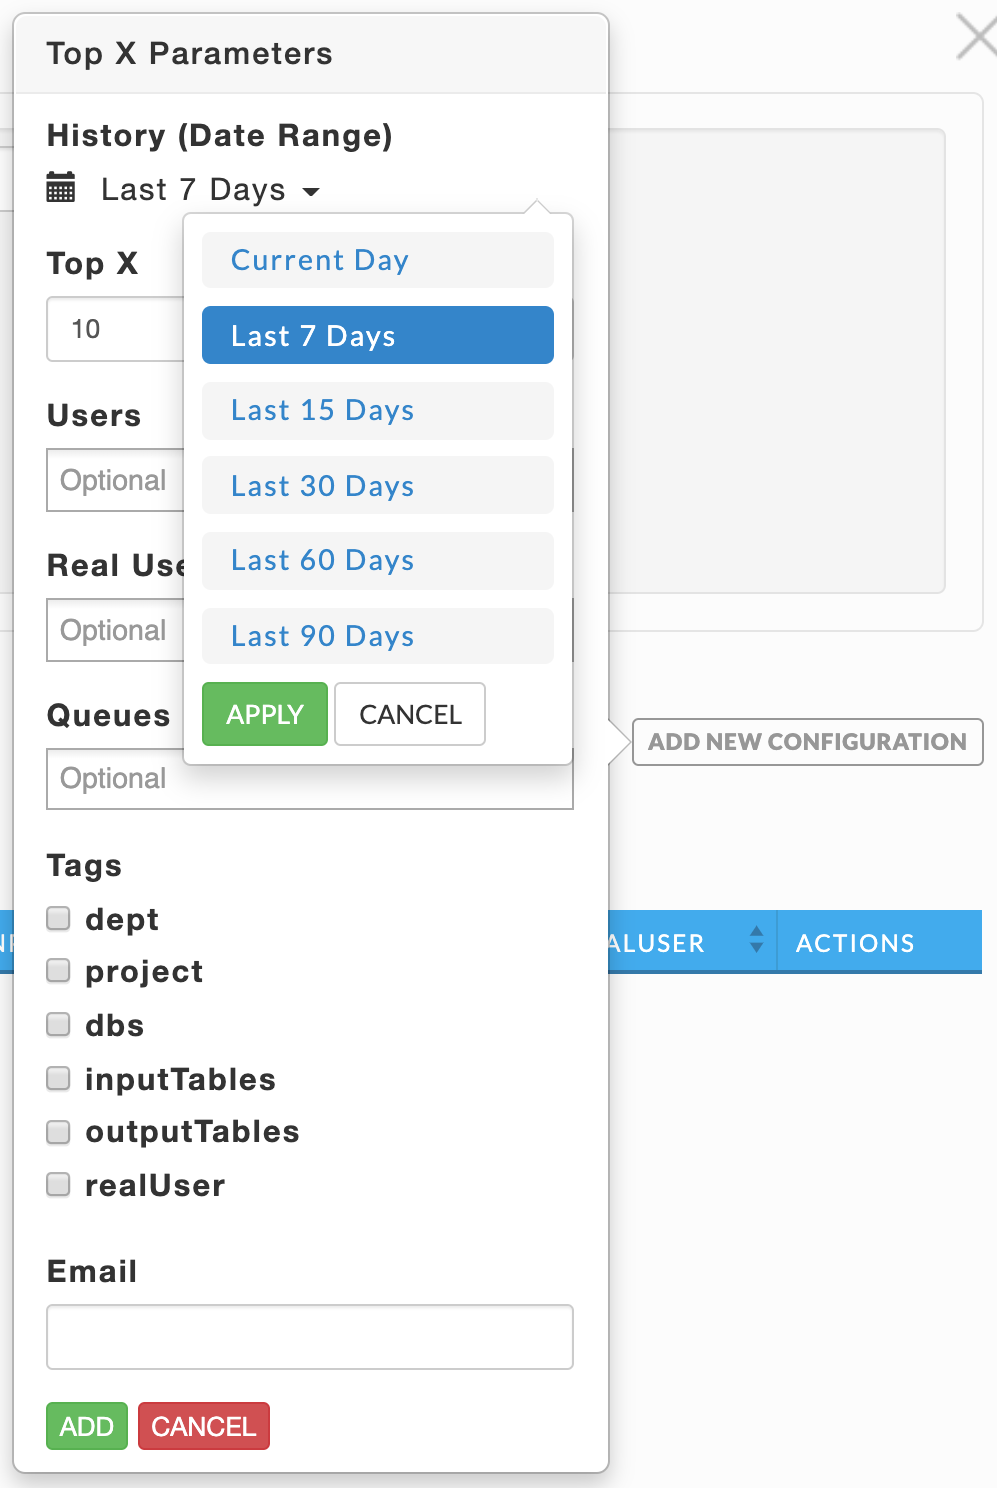 Top X Parameters
History (Date Range)
Last 7 Days
Current Day
Top X
10
Last 7 Days
Last 15 Days
Users
Optional
Last 30 Days
Real Use
Last 60 Days
Optional
Last 90 Days
Queues
APPLY CANCEL
ADD NEW CONFIGURATION
Optional
Tags
dept
ALUSER ACTIONS
project
dbs
inputTables
outputTables
realUser
Email
ADD CANCEL